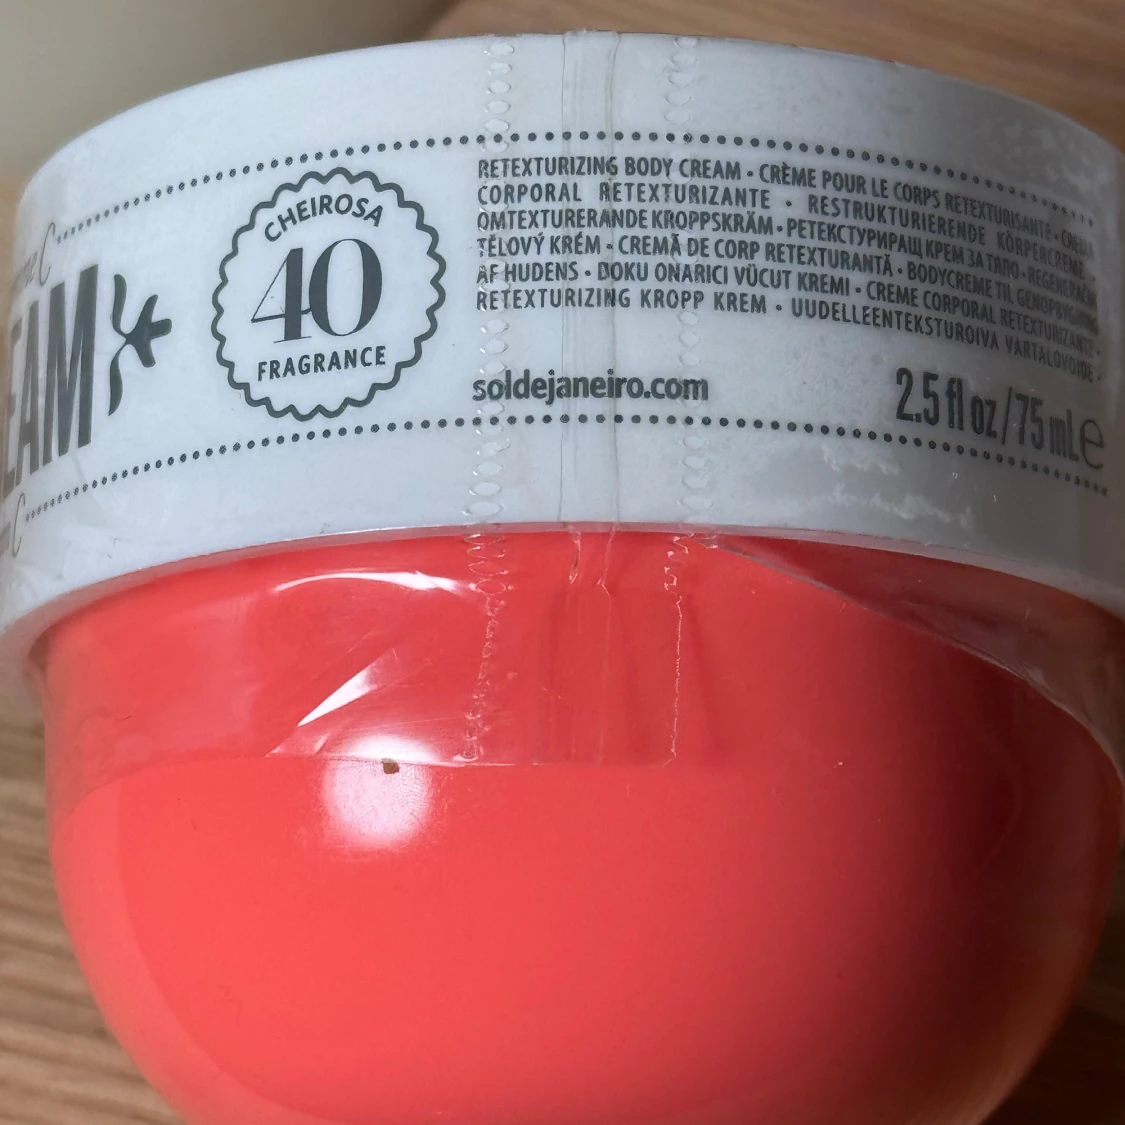 C
EAM
C
CHEIROSA
40
FRAGRANCE
RETEXTURIZING BODY CREAM • CRÈME POUR LE CORPS RETEXTURISANTE • CREMA
CORPORAL RETEXTURIZANTE • RESTRUKTURIERENDE KÖRPERCREME
OMTEXTURERANDE KROPPSKRÄM • РЕТЕКСТУРИРАЩ КРЕМ ЗА ТЯЛО • REGENERAČNÍ
TĚLOVÝ KRÉM • CREMĂ DE CORP RETEXTURANTĂ • BODYCREME TIL GENOPBYGNING
AF HUDENS • DOKU ONARICI VÜCUT KREMI • CREME CORPORAL RETEXTURIZANTE •
RETEXTURIZING KROPP KREM • UUDELLEENTEKSTUROIVA VARTALOVOIDE •
soldejaneiro.com
2.5 fl oz / 75 mL e